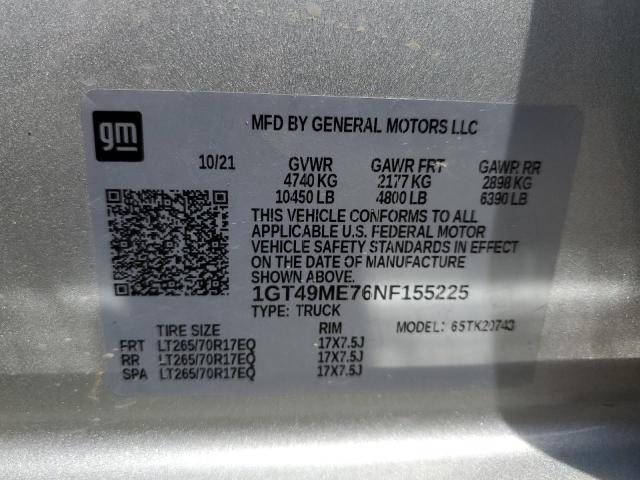 gm
MFD BY GENERAL MOTORS LLC
10/21 GVWR GAWR FRT GAWR RR
4740 KG 2177 KG 2898 KG
10450 LB 4800 LB 6390 LB
THIS VEHICLE CONFORMS TO ALL
APPLICABLE U.S. FEDERAL MOTOR
VEHICLE SAFETY STANDARDS IN EFFECT
ON THE DATE OF MANUFACTURE
SHOWN ABOVE.
1GT49ME76NF155225
TYPE: TRUCK
TIRE SIZE RIM MODEL: 65TK20743
FRT LT265/70R17EQ 17X7.5J
RR LT265/70R17EQ 17X7.5J
SPA LT265/70R17EQ 17X7.5J